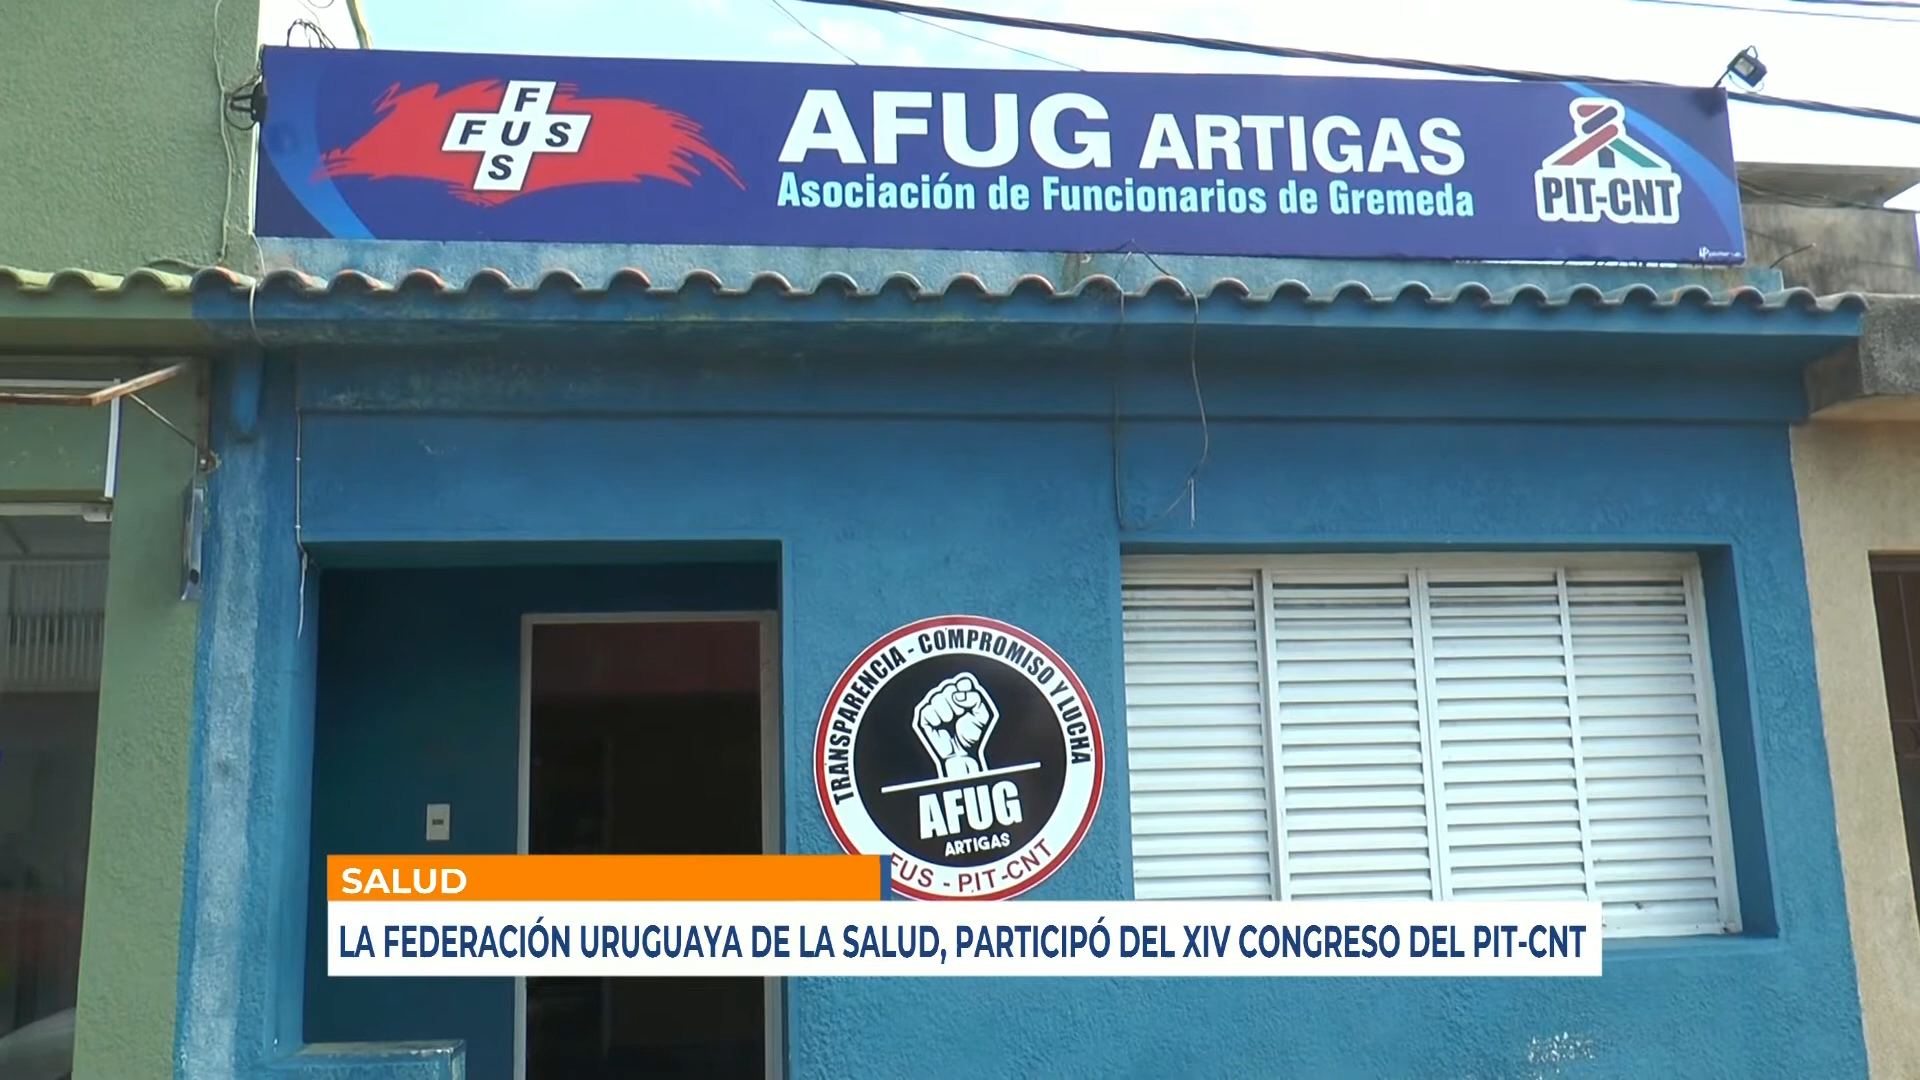 F
FUS
S
AFUG ARTIGAS
Asociación de Funcionarios de Gremeda
PIT-CNT
TRANSPARENCIA - COMPROMISO Y LUCHA
AFUG
ARTIGAS
FUS - PIT-CNT
SALUD
LA FEDERACIÓN URUGUAYA DE LA SALUD, PARTICIPÓ DEL XIV CONGRESO DEL PIT-CNT